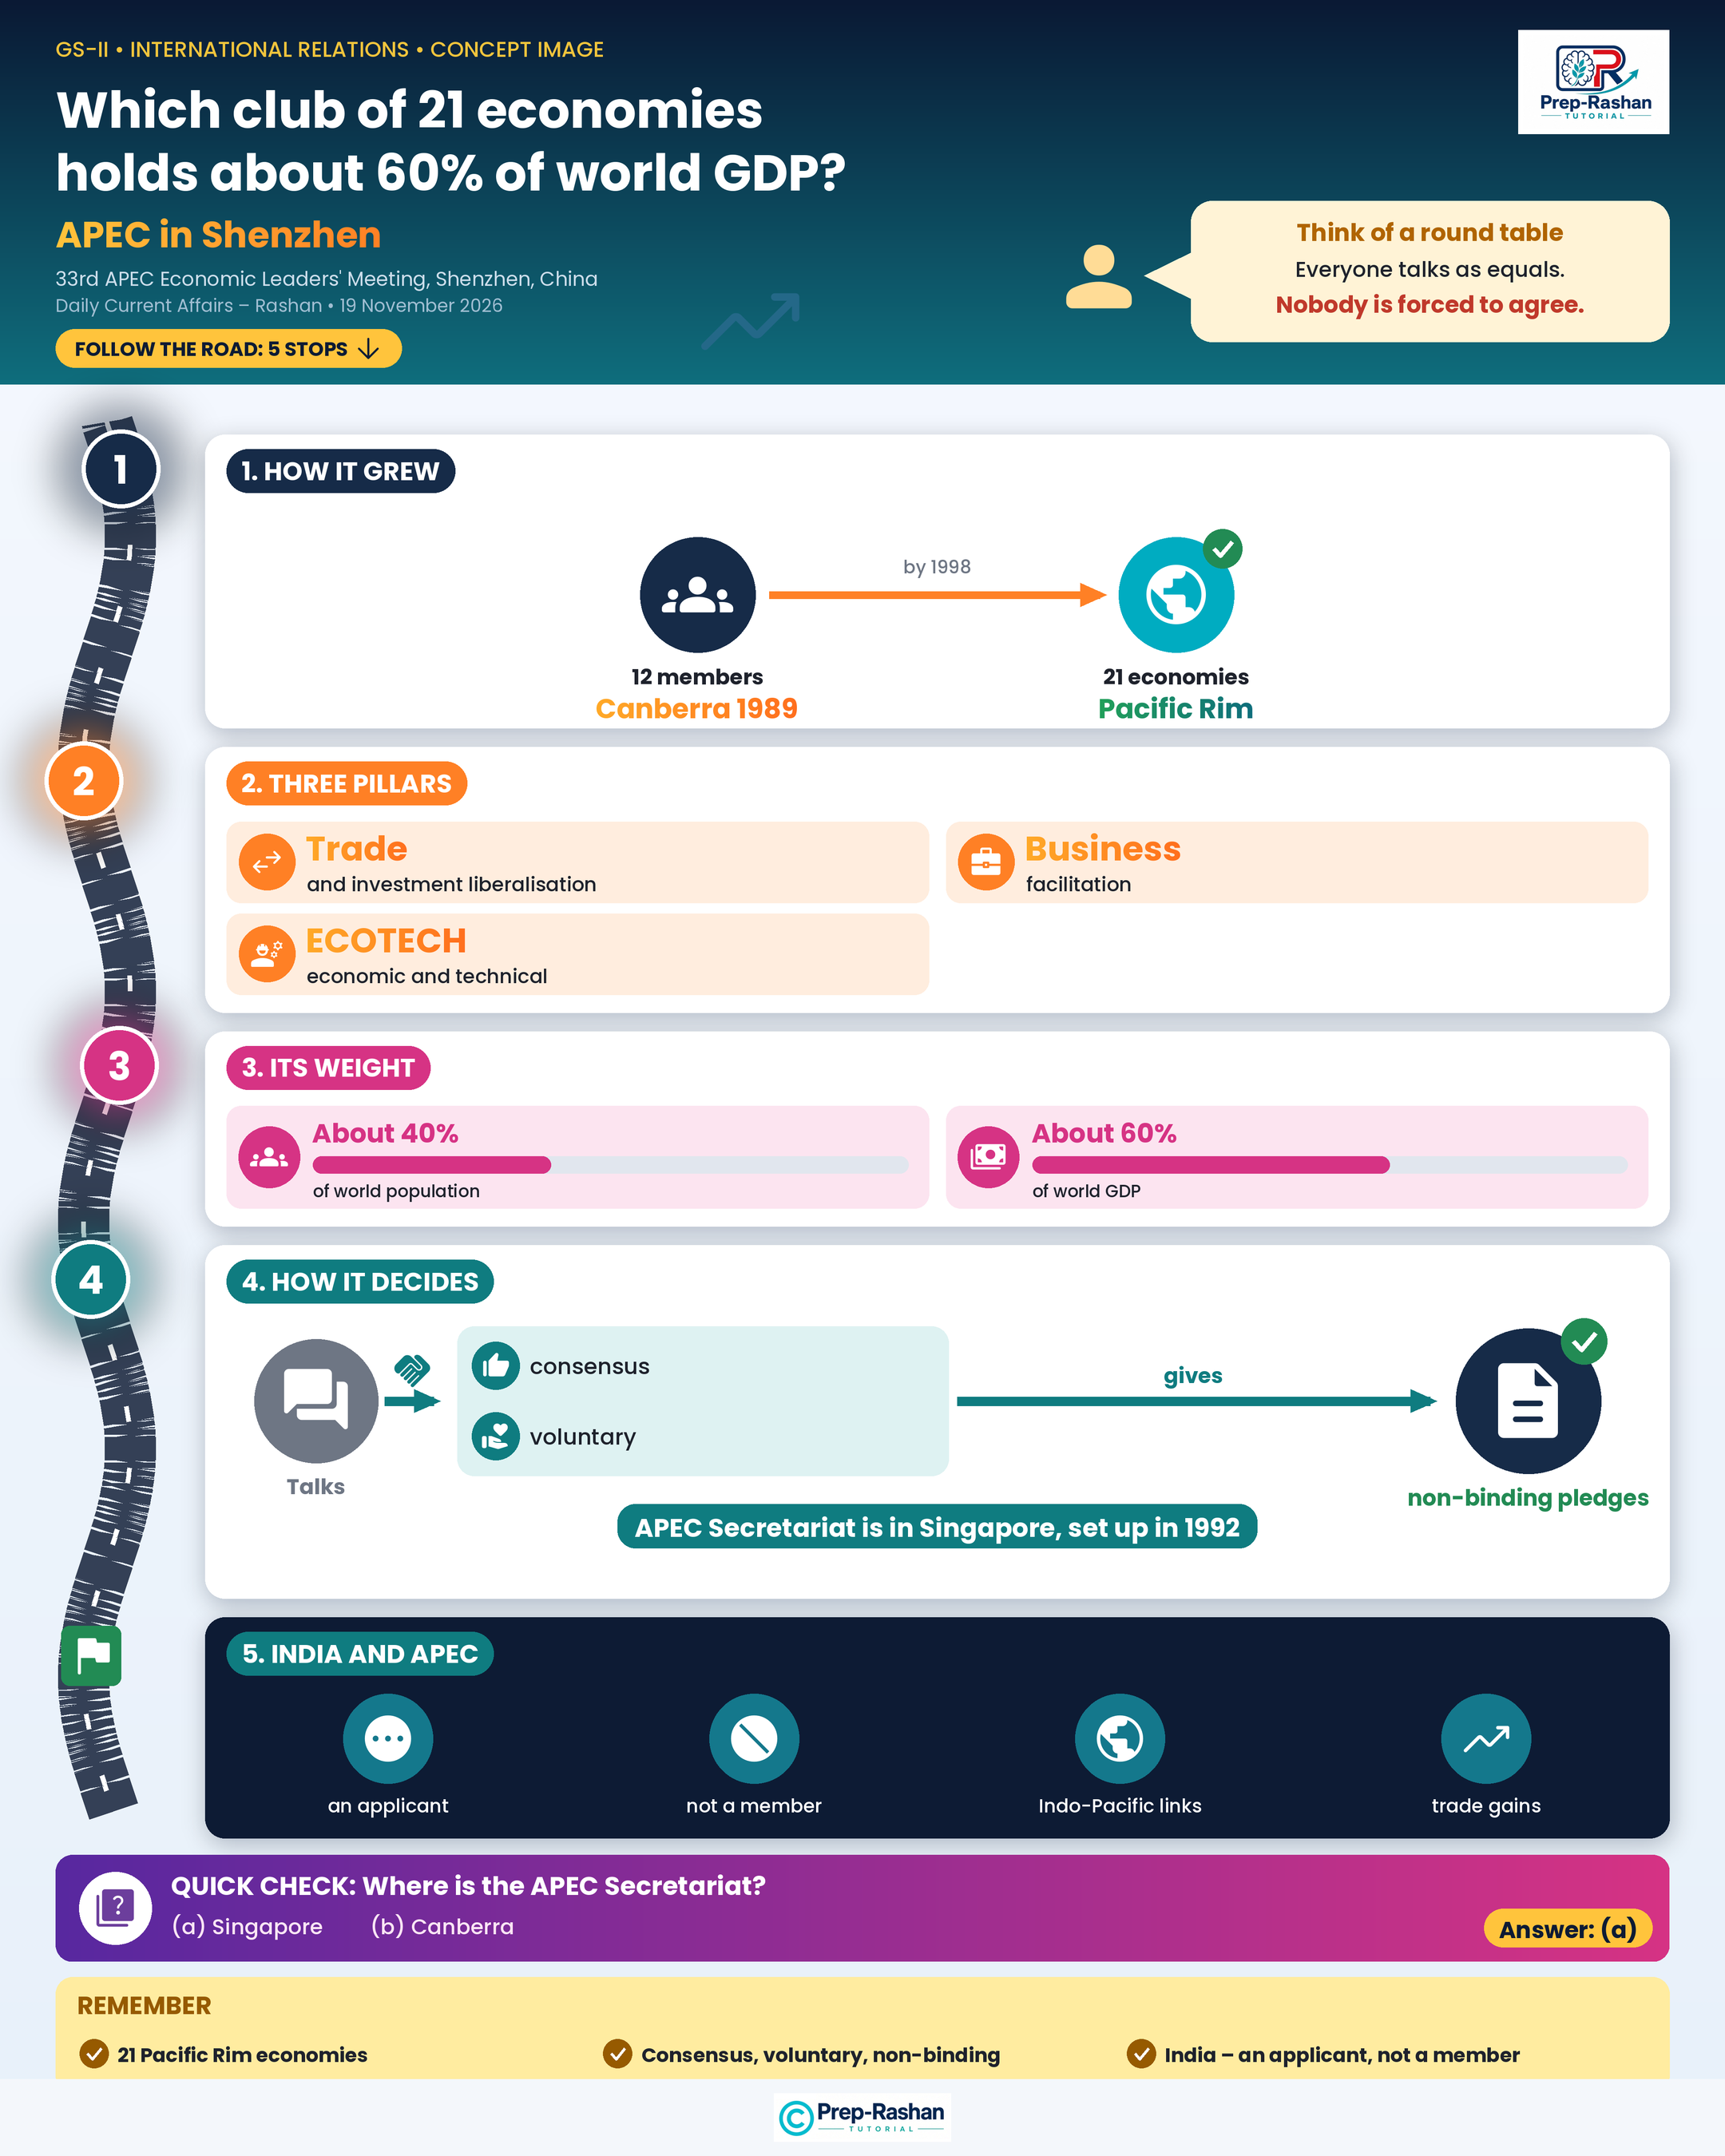 GS-II • INTERNATIONAL RELATIONS • CONCEPT IMAGE
Which club of 21 economies
holds about 60% of world GDP?
APEC in Shenzhen
33rd APEC Economic Leaders' Meeting, Shenzhen, China
Daily Current Affairs – Rashan • 19 November 2026
FOLLOW THE ROAD: 5 STOPS
Prep-Rashan
TUTORIAL
Think of a round table
Everyone talks as equals.
Nobody is forced to agree.
1
1. HOW IT GREW
by 1998
12 members
Canberra 1989
21 economies
Pacific Rim
2
2. THREE PILLARS
Trade
and investment liberalisation
Business
facilitation
ECOTECH
economic and technical
3
3. ITS WEIGHT
About 40%
of world population
About 60%
of world GDP
4
4. HOW IT DECIDES
Talks
consensus
voluntary
gives
non-binding pledges
APEC Secretariat is in Singapore, set up in 1992
5. INDIA AND APEC
an applicant
not a member
Indo-Pacific links
trade gains
QUICK CHECK: Where is the APEC Secretariat?
(a) Singapore (b) Canberra
Answer: (a)
REMEMBER
21 Pacific Rim economies
Consensus, voluntary, non-binding
India – an applicant, not a member
© Prep-Rashan
TUTORIAL